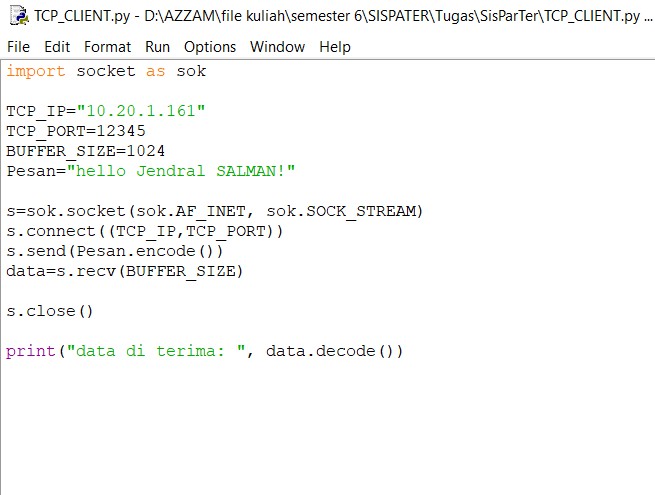 TCP_CLIENT.py - D:\AZZAM\file kuliah\semester 6\SISPATER\Tugas\SisParTer\TCP_CLIENT.py ...
File Edit Format Run Options Window Help
import socket as sok
TCP_IP="10.20.1.161"
TCP_PORT=12345
BUFFER_SIZE=1024
Pesan="hello Jendral SALMAN!"
s=sok.socket(sok.AF_INET, sok.SOCK_STREAM)
s.connect((TCP_IP,TCP_PORT))
s.send(Pesan.encode())
data=s.recv(BUFFER_SIZE)
s.close()
print("data di terima: ", data.decode())